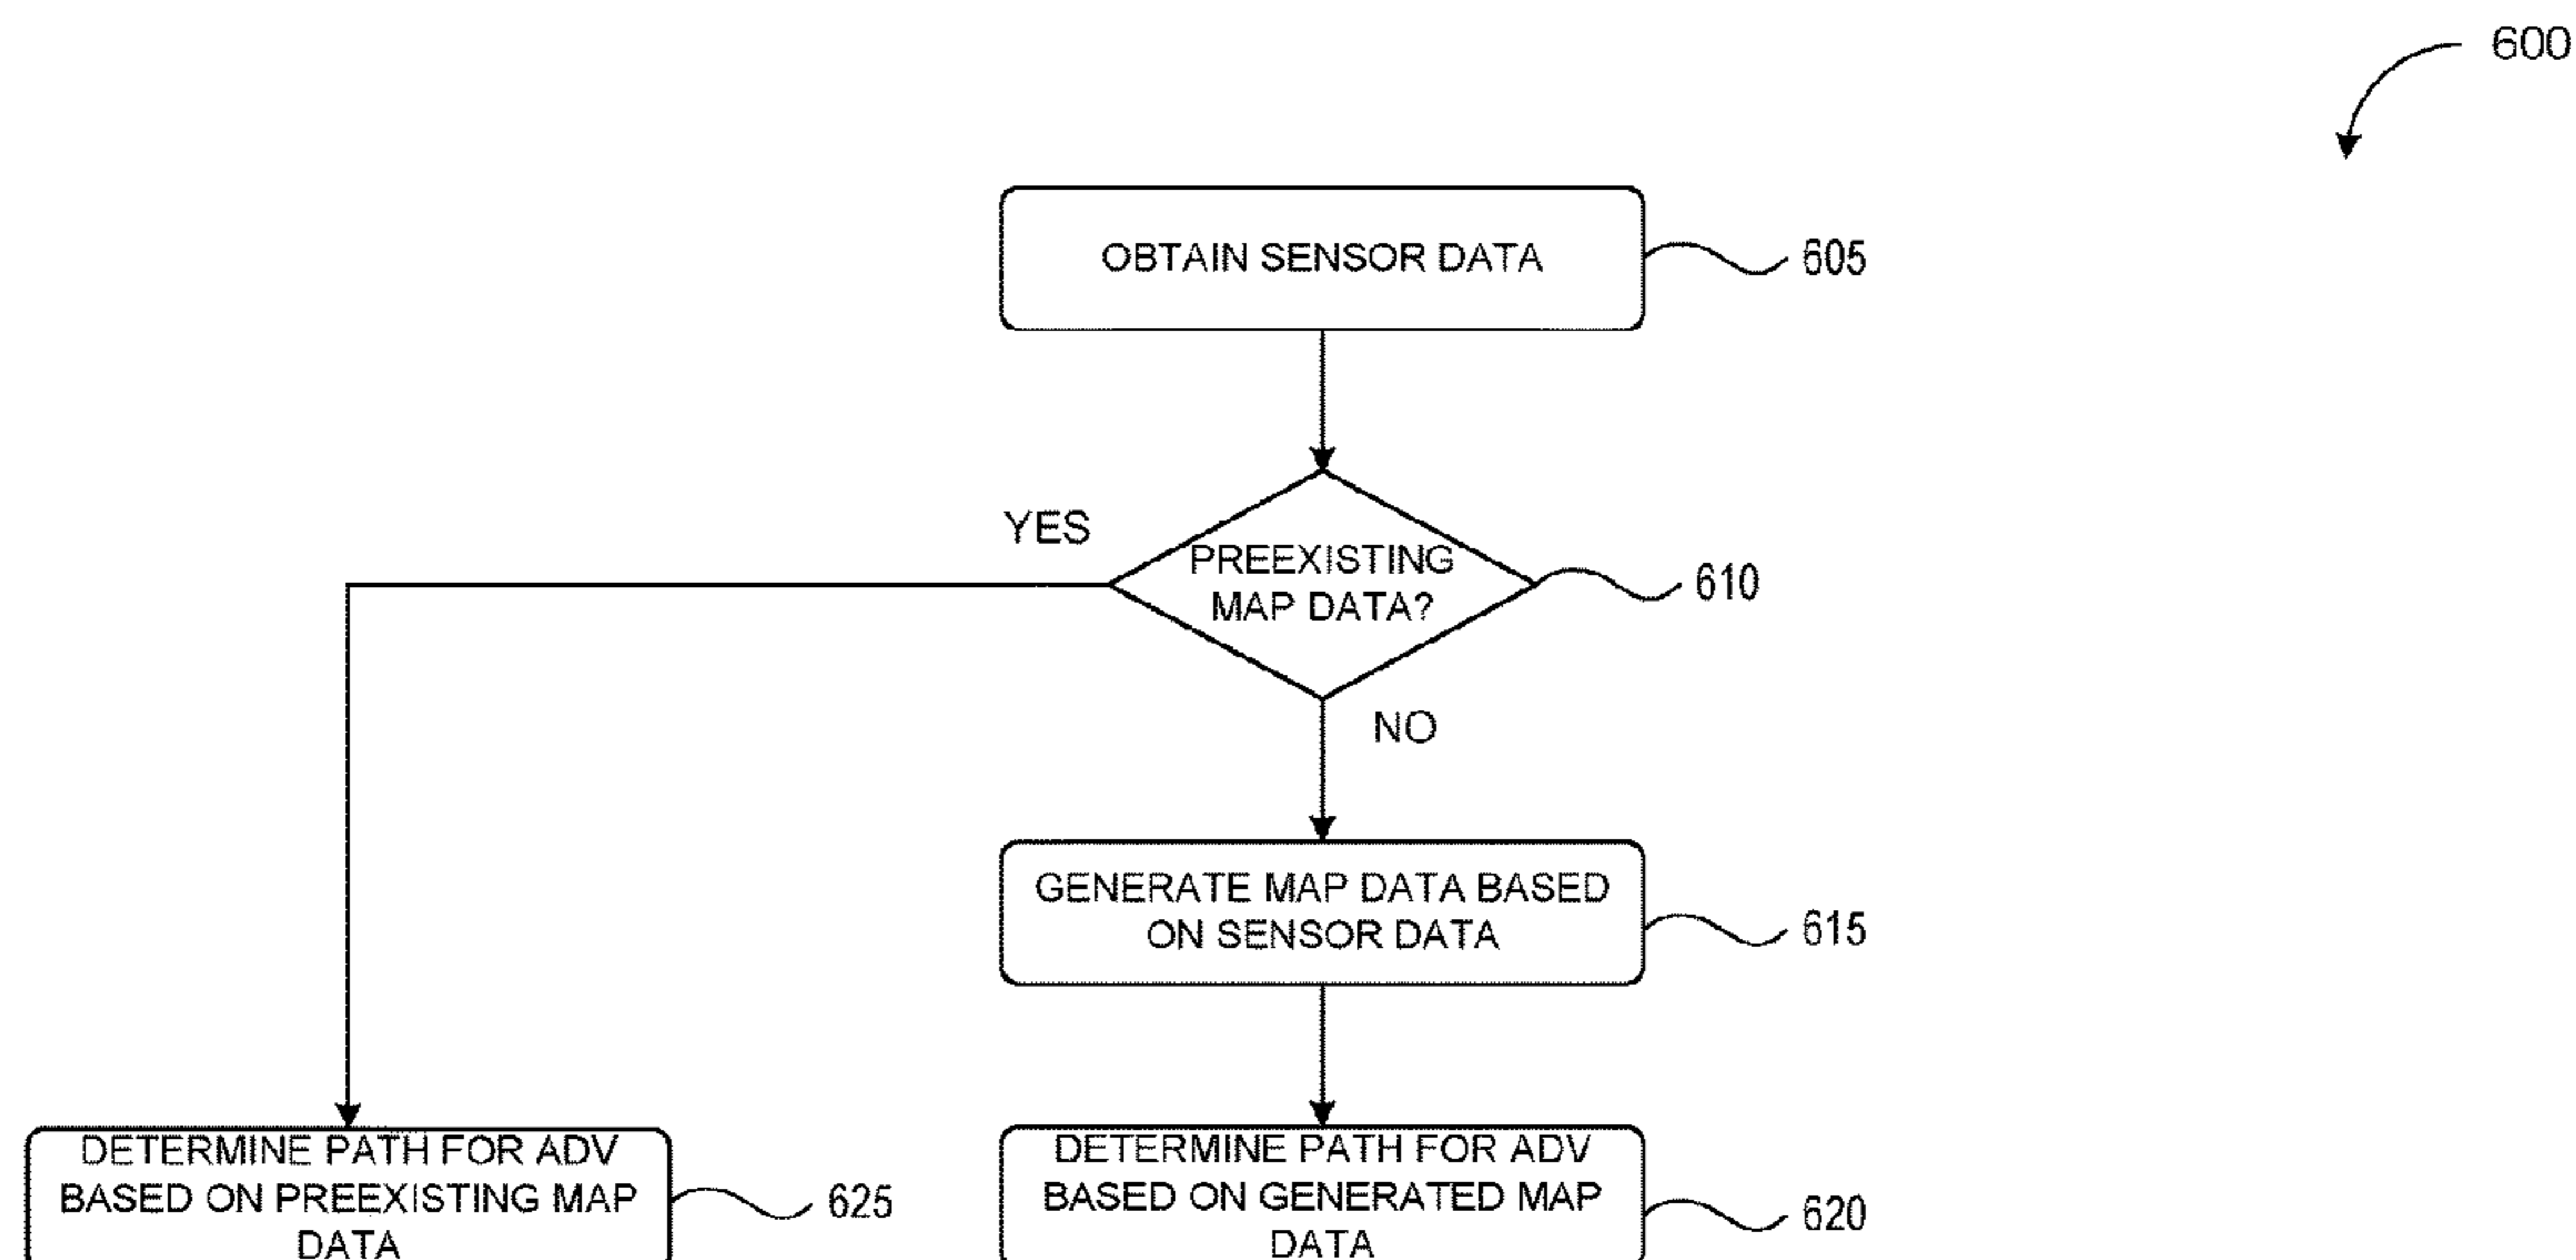 600
OBTAIN SENSOR DATA
605
YES
PREEXISTING
MAP DATA?
610
NO
GENERATE MAP DATA BASED
ON SENSOR DATA
615
DETERMINE PATH FOR ADV
BASED ON PREEXISTING MAP
DATA
625
DETERMINE PATH FOR ADV
BASED ON GENERATED MAP
DATA
620